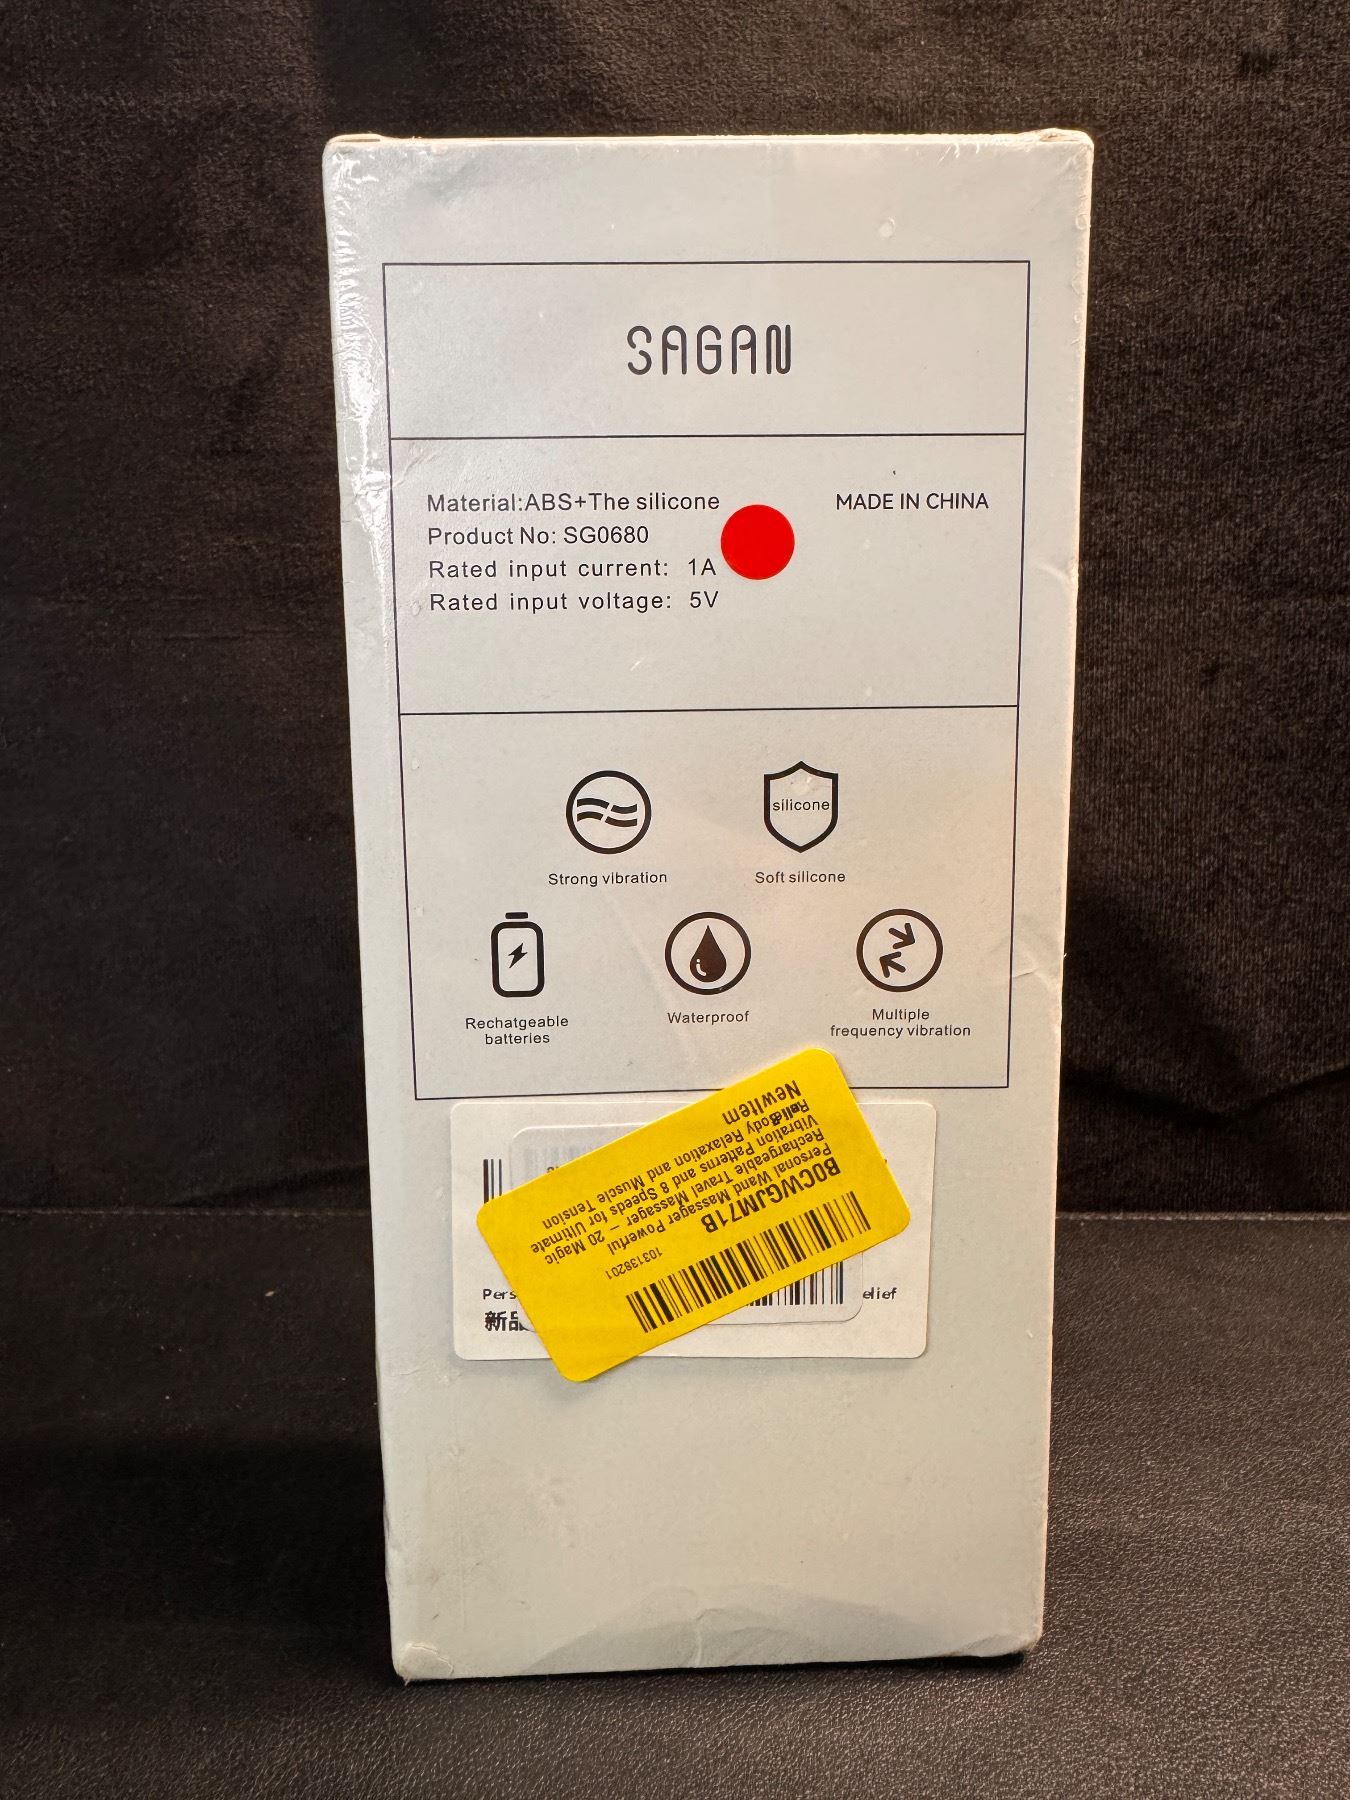 SAGAN
Material:ABS+The silicone
Product No: SG0680
Rated input current: 1A
Rated input voltage: 5V
MADE IN CHINA
silicone
Strong vibration
Soft silicone
Rechatgeable
batteries
Waterproof
Multiple
frequency vibration
103138201
B0CWGJM71B
Personal Wand Massager Powerful
Rechargeable Travel Massager – 20 Magic
Vibration Patterns and 8 Speeds for Ultimate
Body Relaxation and Muscle Tension
Relief
NewItem
Pers
elief
新品